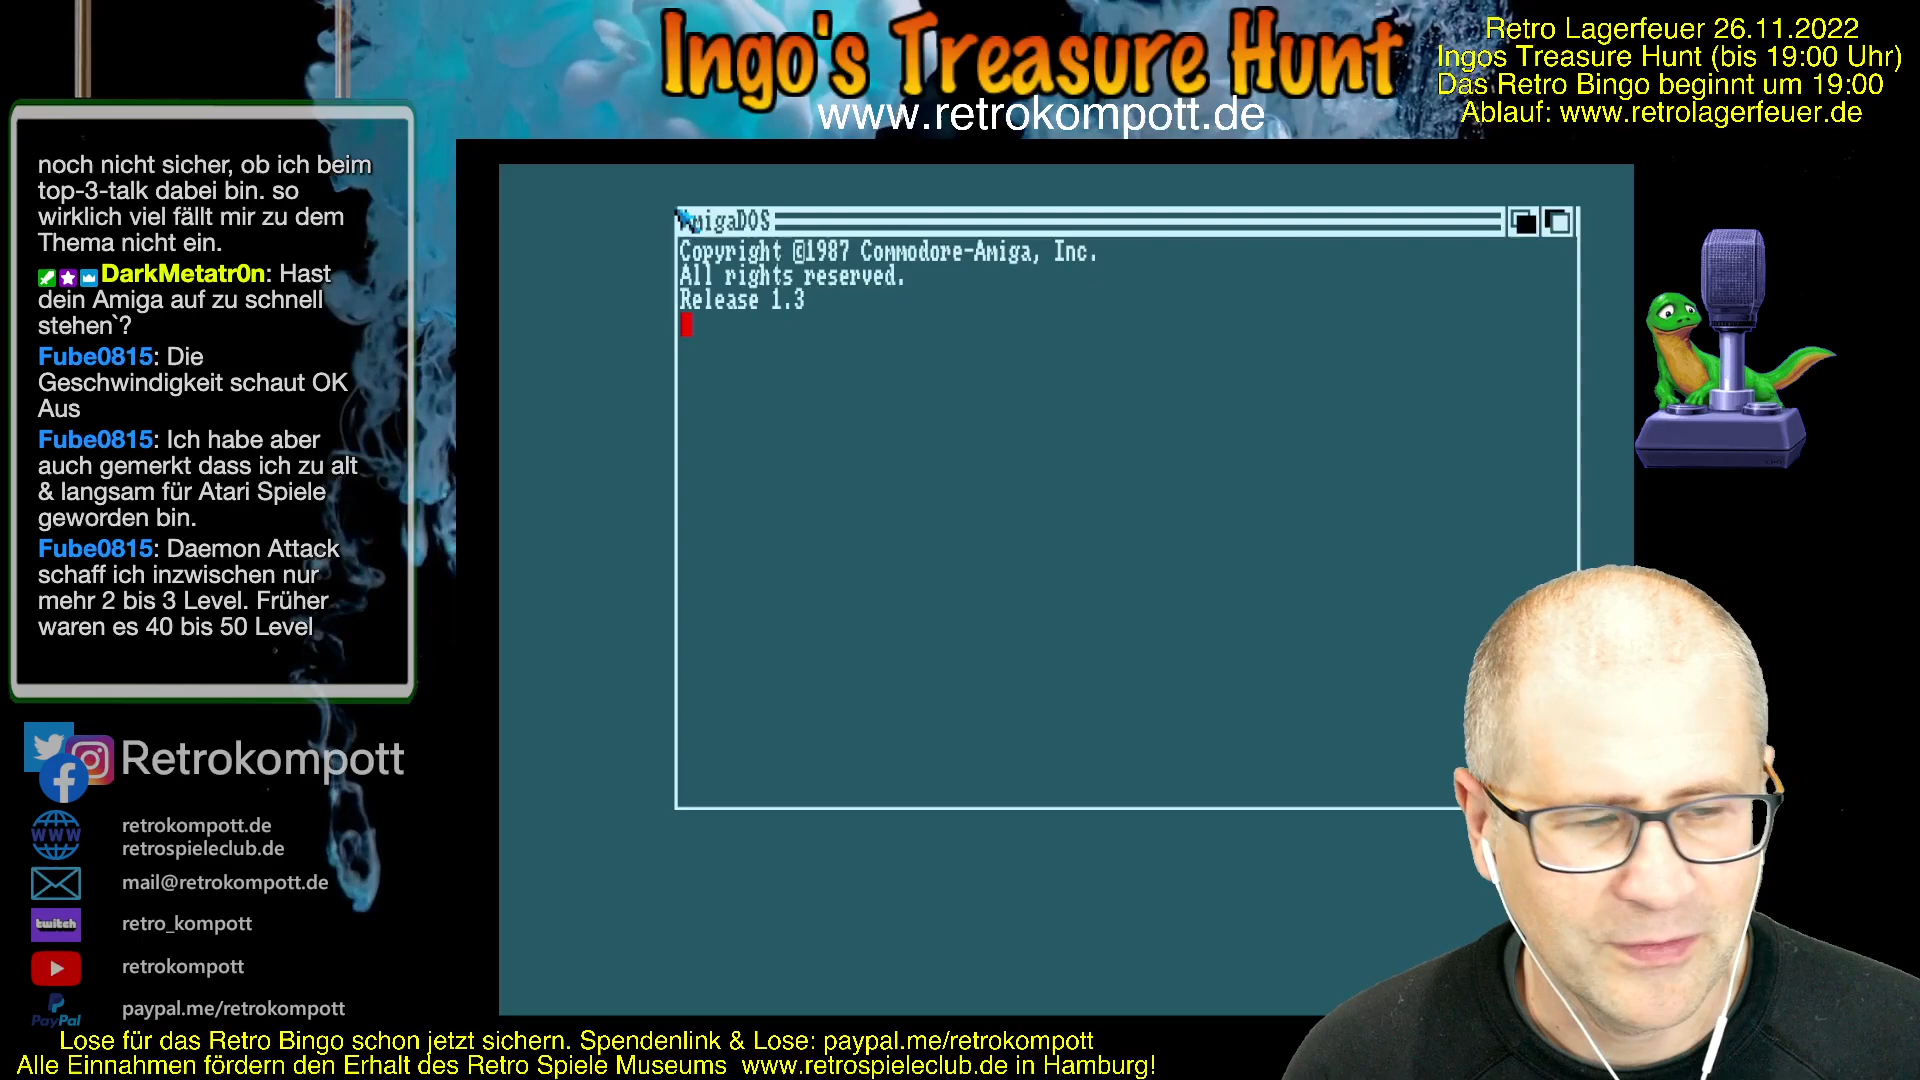 Ingo's Treasure Hunt
www.retrokompott.de
Retro Lagerfeuer 26.11.2022
Ingos Treasure Hunt (bis 19:00 Uhr)
Das Retro Bingo beginnt um 19:00
Ablauf: www.retrolagerfeuer.de
noch nicht sicher, ob ich beim
top-3-talk dabei bin. so
wirklich viel fällt mir zu dem
Thema nicht ein.
DarkMetatr0n: Hast
dein Amiga auf zu schnell
stehen`?
Fube0815: Die
Geschwindigkeit schaut OK
Aus
Fube0815: Ich habe aber
auch gemerkt dass ich zu alt
& langsam für Atari Spiele
geworden bin.
Fube0815: Daemon Attack
schaff ich inzwischen nur
mehr 2 bis 3 Level. Früher
waren es 40 bis 50 Level
AmigaDOS
Copyright ©1987 Commodore-Amiga, Inc.
All rights reserved.
Release 1.3
Retrokompott
www
retrokompott.de
retrospieleclub.de
mail@retrokompott.de
twitch
retro_kompott
retrokompott
PayPal
paypal.me/retrokompott
Lose für das Retro Bingo schon jetzt sichern. Spendenlink & Lose: paypal.me/retrokompott
Alle Einnahmen fördern den Erhalt des Retro Spiele Museums www.retrospieleclub.de in Hamburg!